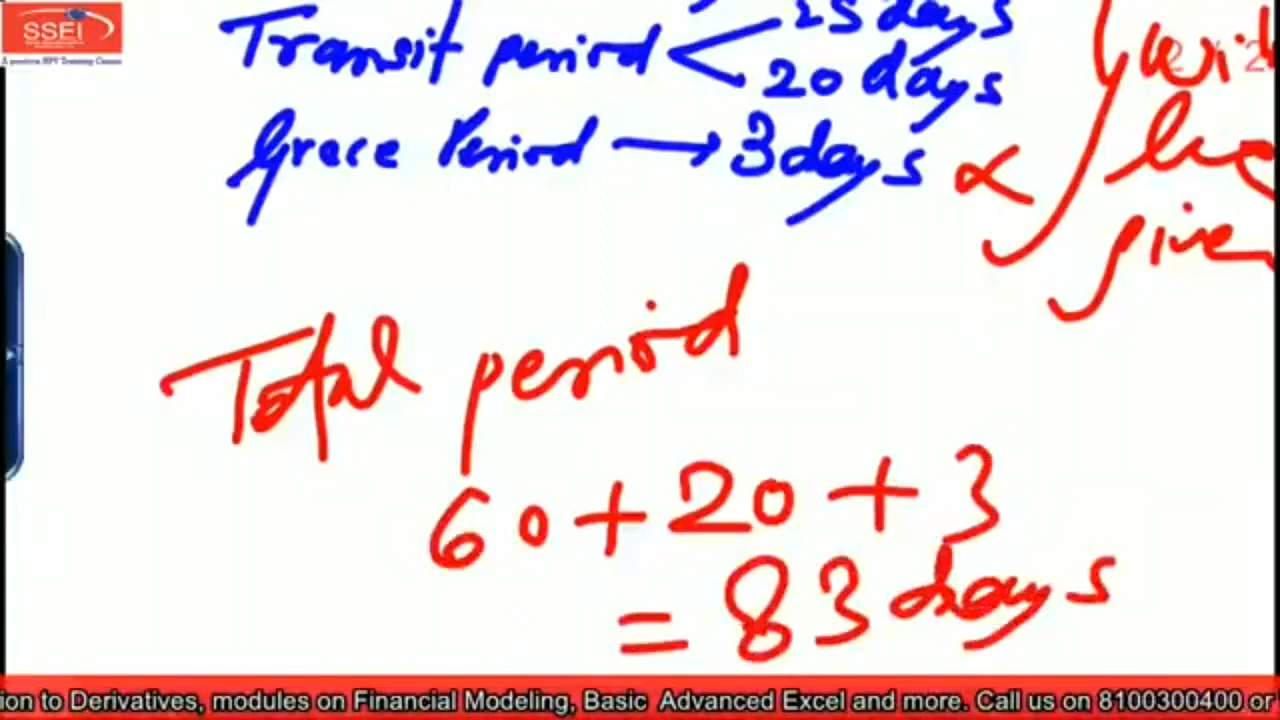 SSEI
25 days
Transit period < 20 days
Grace Period → 3 days
given
Total period
60 + 20 + 3
= 83 days
ion to Derivatives, modules on Financial Modeling, Basic Advanced Excel and more. Call us on 8100300400 or